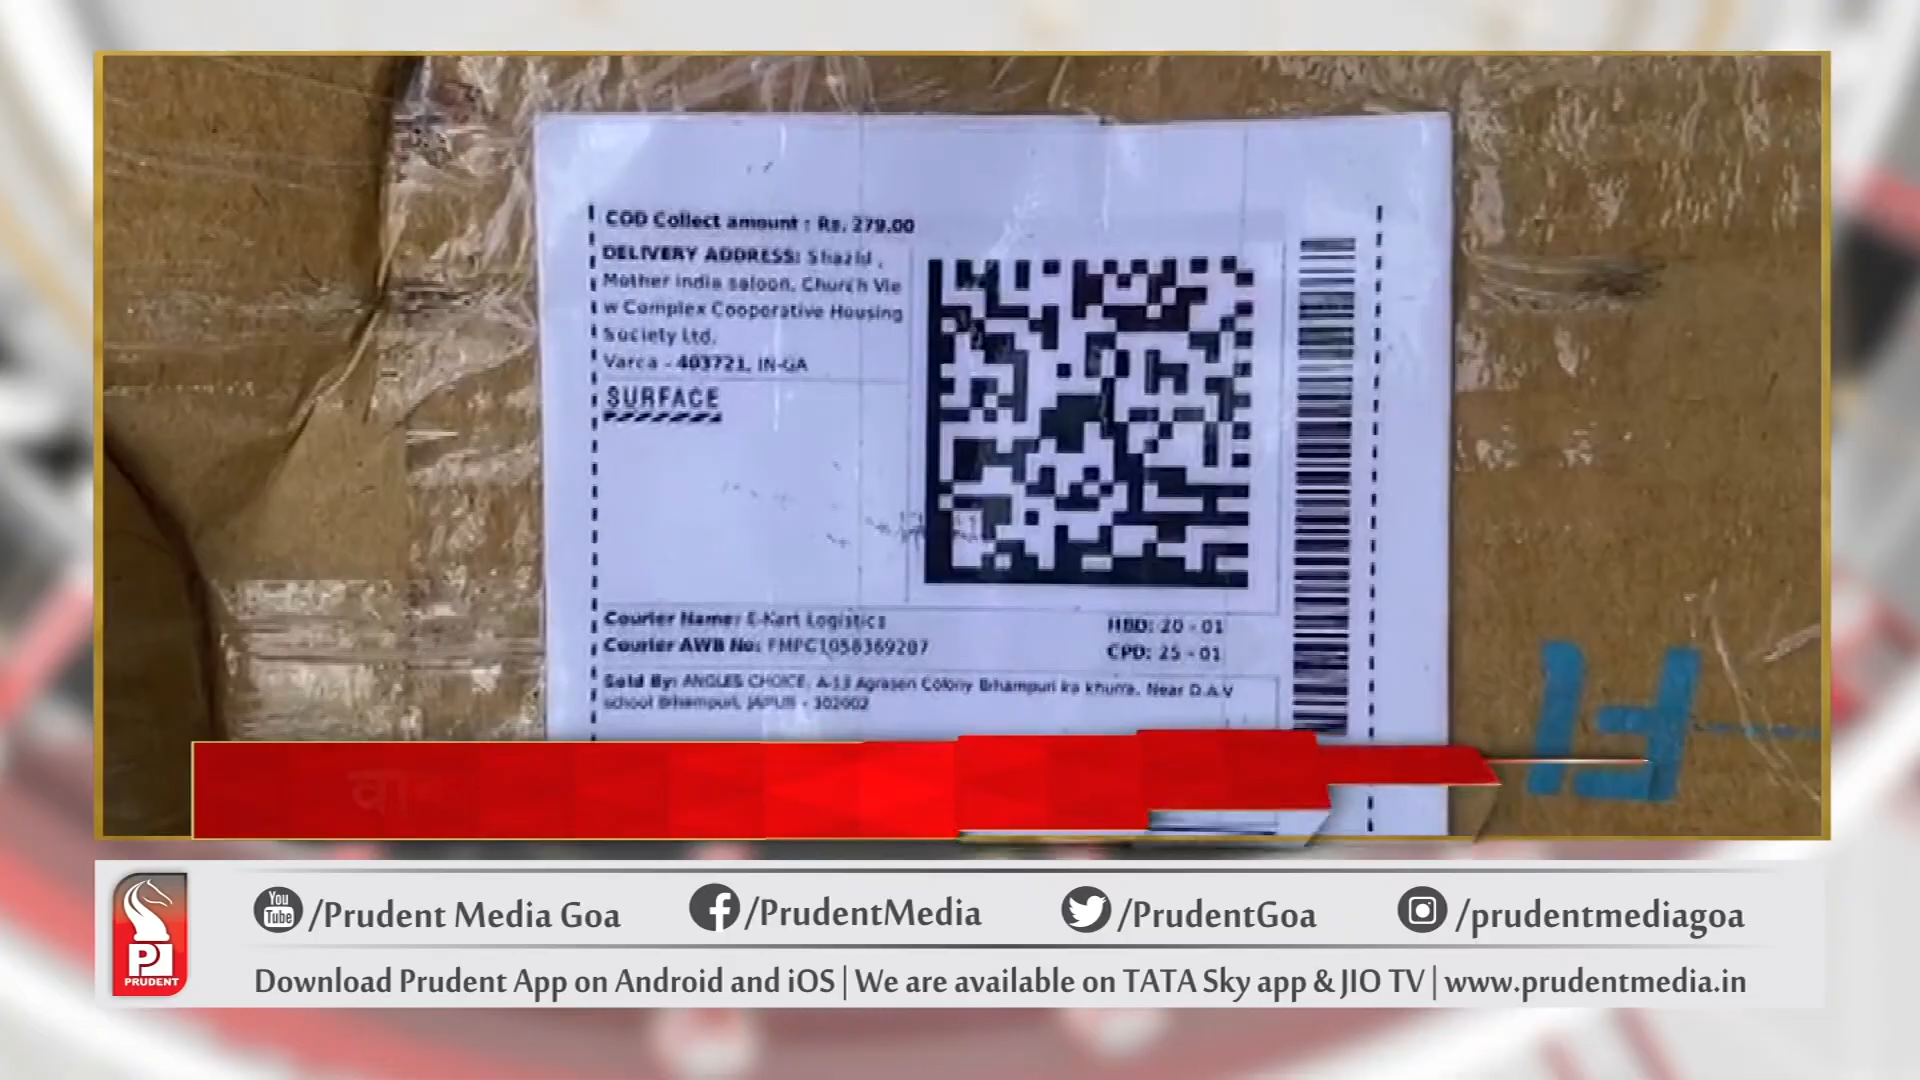 COD Collect amount : Rs. 279.00
DELIVERY ADDRESS: Shazid ,
Mother india saloon, Church Vie
w Complex Cooperative Housing
Society Ltd.
Varca - 403721, IN-GA
SURFACE
Courier Name: E-Kart Logistics
Courier AWB No: FMPC1058369207
HBD: 20 - 01
CPD: 25 - 01
Sold By: ANGLES CHOICE, A-13 Agrasen Colony Brhampuri ka khurra, Near D.A.V
school Brhampuri, JAIPUR - 302002
You Tube /Prudent Media Goa
/PrudentMedia
/PrudentGoa
/prudentmediagoa
PRUDENT
Download Prudent App on Android and iOS | We are available on TATA Sky app & JIO TV | www.prudentmedia.in